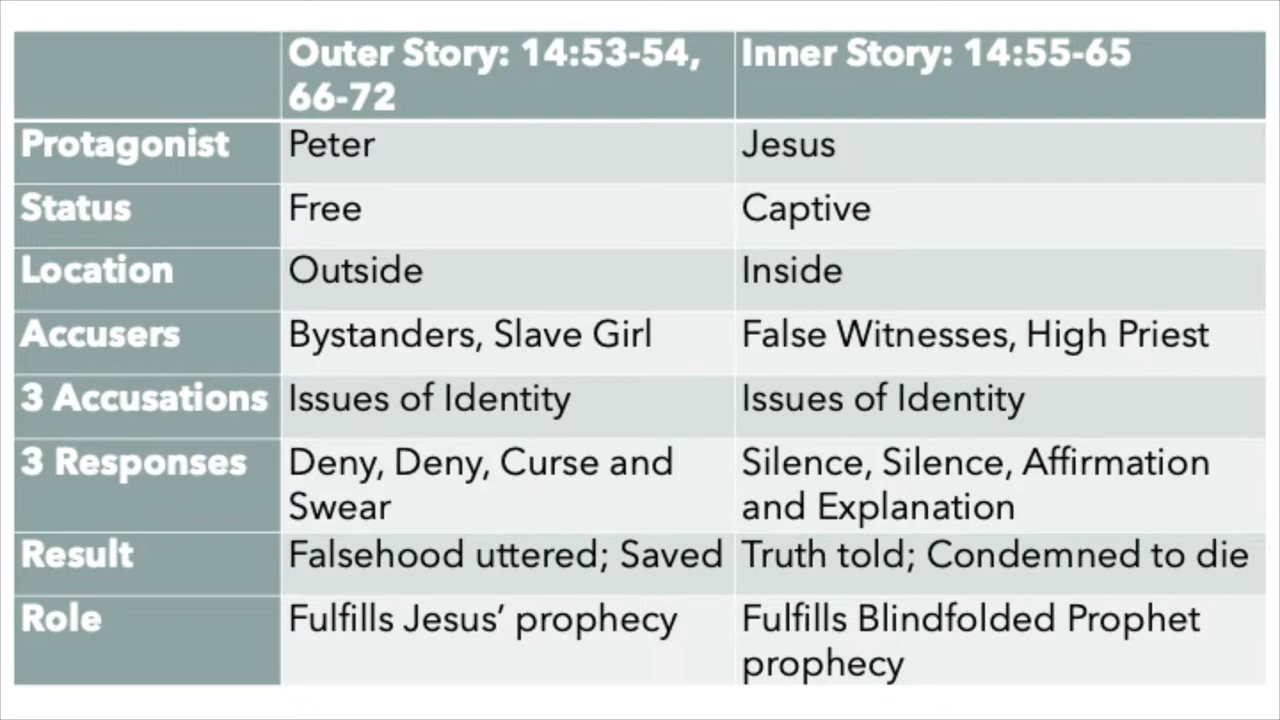 Outer Story: 14:53-54, Inner Story: 14:55-65
66-72
Protagonist Peter Jesus
Status Free Captive
Location Outside Inside
Accusers Bystanders, Slave Girl False Witnesses, High Priest
3 Accusations Issues of Identity Issues of Identity
3 Responses Deny, Deny, Curse and Silence, Silence, Affirmation
Swear and Explanation
Result Falsehood uttered; Saved Truth told; Condemned to die
Role Fulfills Jesus’ prophecy Fulfills Blindfolded Prophet
prophecy